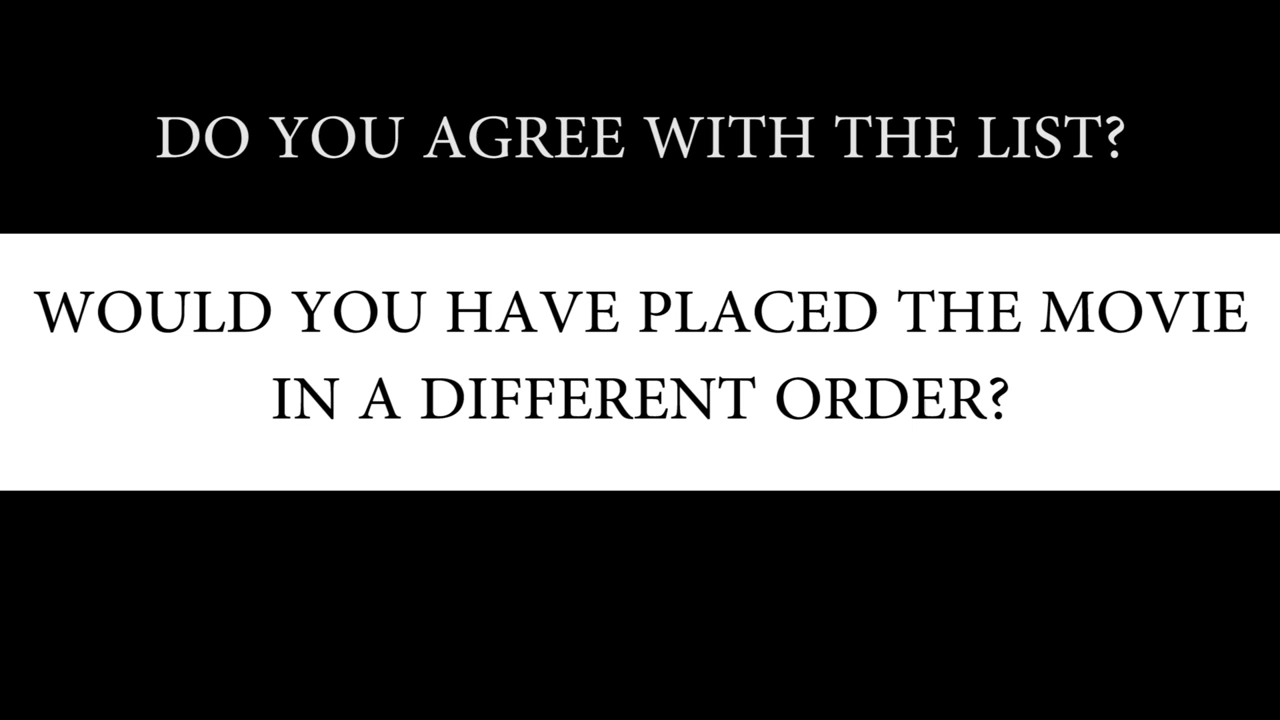 DO YOU AGREE WITH THE LIST?
WOULD YOU HAVE PLACED THE MOVIE
IN A DIFFERENT ORDER?